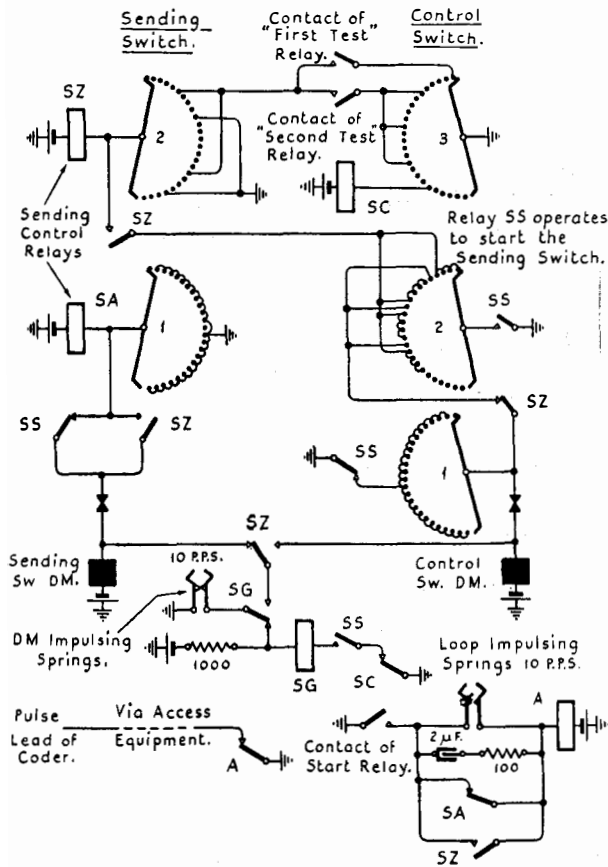 Sending
Switch.
Contact of
"First Test"
Relay.
Control
Switch.
SZ
2
Contact of
"Second Test"
Relay.
3
SC
Sending
Control
Relays
SZ
Relay SS operates
to start the
Sending Switch.
SA
1
2
SS
SS
SZ
SZ
SS
1
Sending
Sw DM.
10 P.P.S.
SZ
Control
Sw. DM.
SG
DM Impulsing
Springs.
1000
SG
SS
SC
Loop Impulsing
Springs 10 P.P.S.
A
Pulse
Lead of
Coder.
Via Access
Equipment.
A
Contact of
Start Relay.
2 µF.
100
SA
SZ